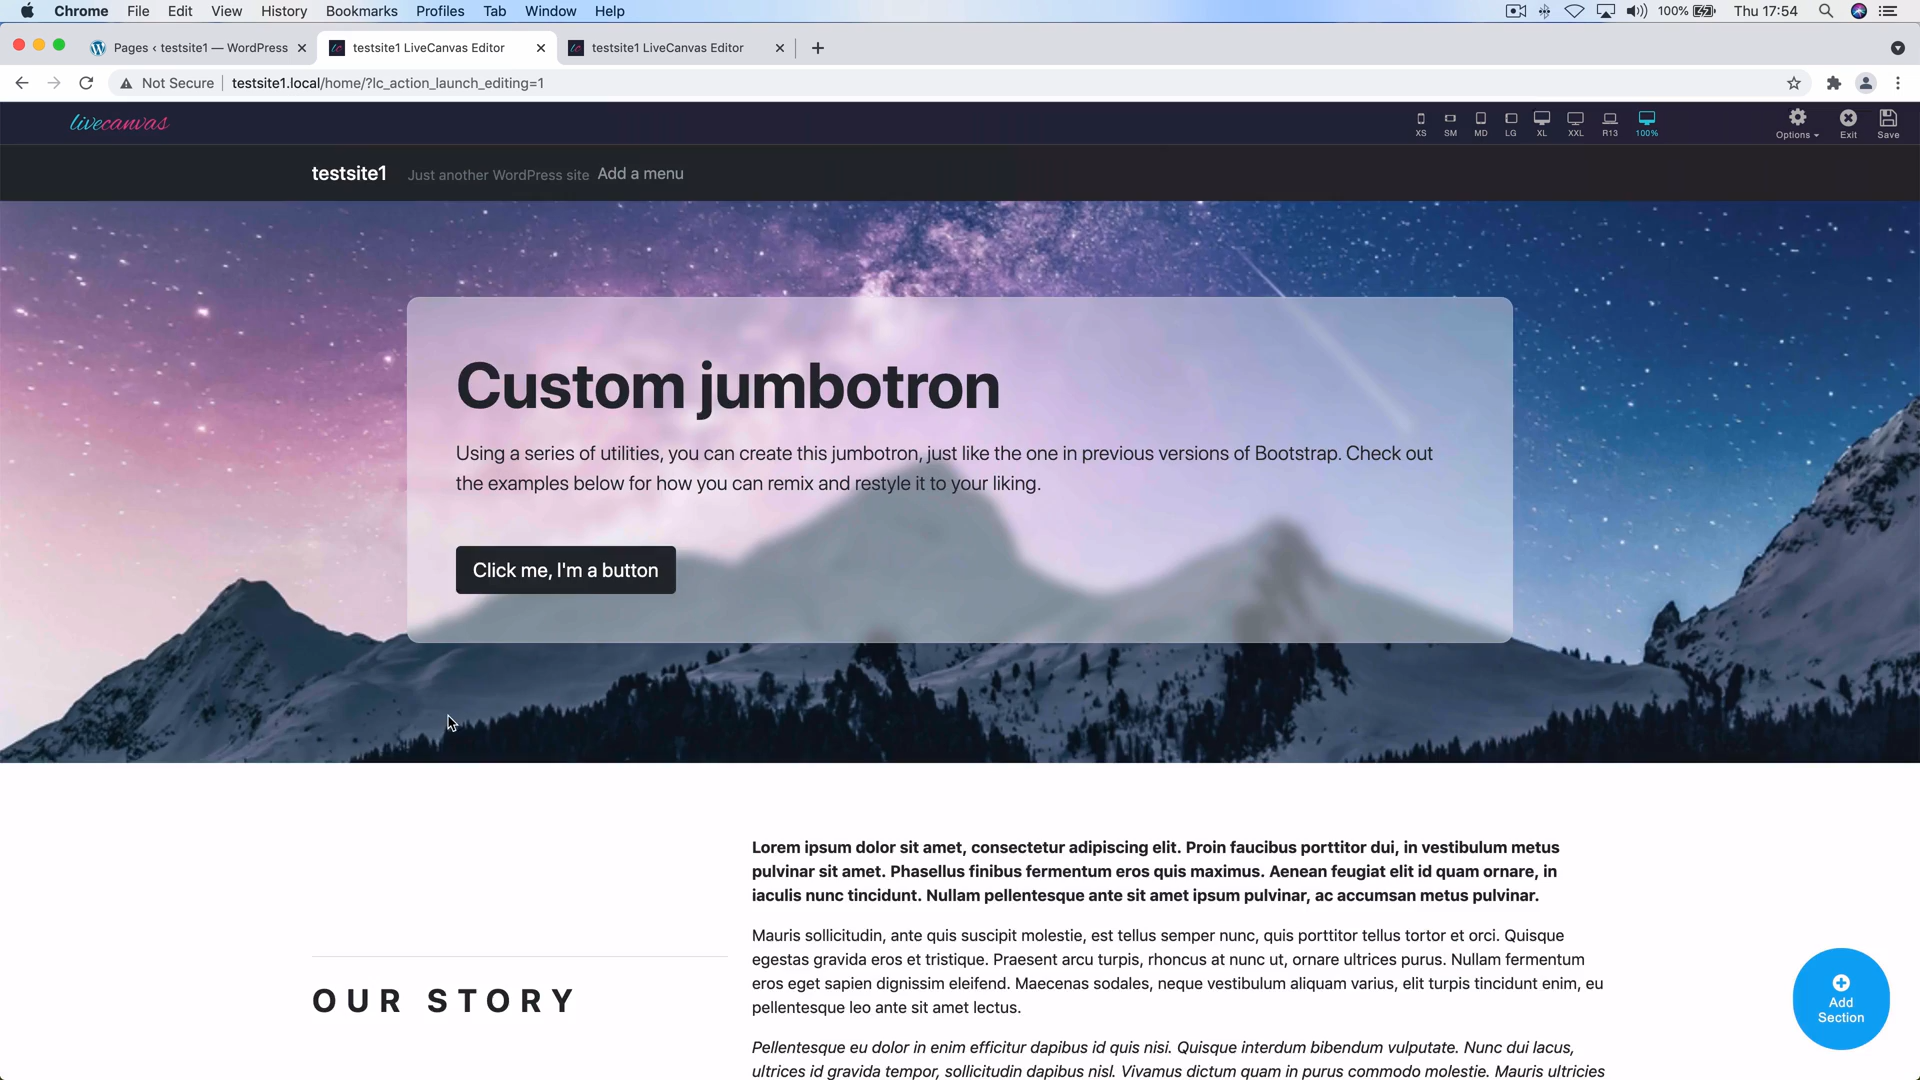 Chrome File Edit View History Bookmarks Profiles Tab Window Help 100% Thu 17:54
Pages ‹ testsite1 — WordPress testsite1 LiveCanvas Editor testsite1 LiveCanvas Editor
Not Secure testsite1.local/home/?lc_action_launch_editing=1
livecanvas XS SM MD LG XL XXL R13 100% Options Exit Save
testsite1 Just another WordPress site Add a menu
Custom jumbotron
Using a series of utilities, you can create this jumbotron, just like the one in previous versions of Bootstrap. Check out
the examples below for how you can remix and restyle it to your liking.
Click me, I'm a button
Lorem ipsum dolor sit amet, consectetur adipiscing elit. Proin faucibus porttitor dui, in vestibulum metus
pulvinar sit amet. Phasellus finibus fermentum eros quis maximus. Aenean feugiat elit id quam ornare, in
iaculis nunc tincidunt. Nullam pellentesque ante sit amet ipsum pulvinar, ac accumsan metus pulvinar.
Mauris sollicitudin, ante quis suscipit molestie, est tellus semper nunc, quis porttitor tellus tortor et orci. Quisque
egestas gravida eros et tristique. Praesent arcu turpis, rhoncus at nunc ut, ornare ultrices purus. Nullam fermentum
eros eget sapien dignissim eleifend. Maecenas sodales, neque vestibulum aliquam varius, elit turpis tincidunt enim, eu
pellentesque leo ante sit amet lectus.
OUR STORY
Pellentesque eu dolor in enim efficitur dapibus id quis nisi. Quisque interdum bibendum vulputate. Nunc dui lacus,
ultrices id gravida tempor, sollicitudin dapibus nisl. Vivamus dictum quam in purus commodo molestie. Mauris ultricies
Add
Section